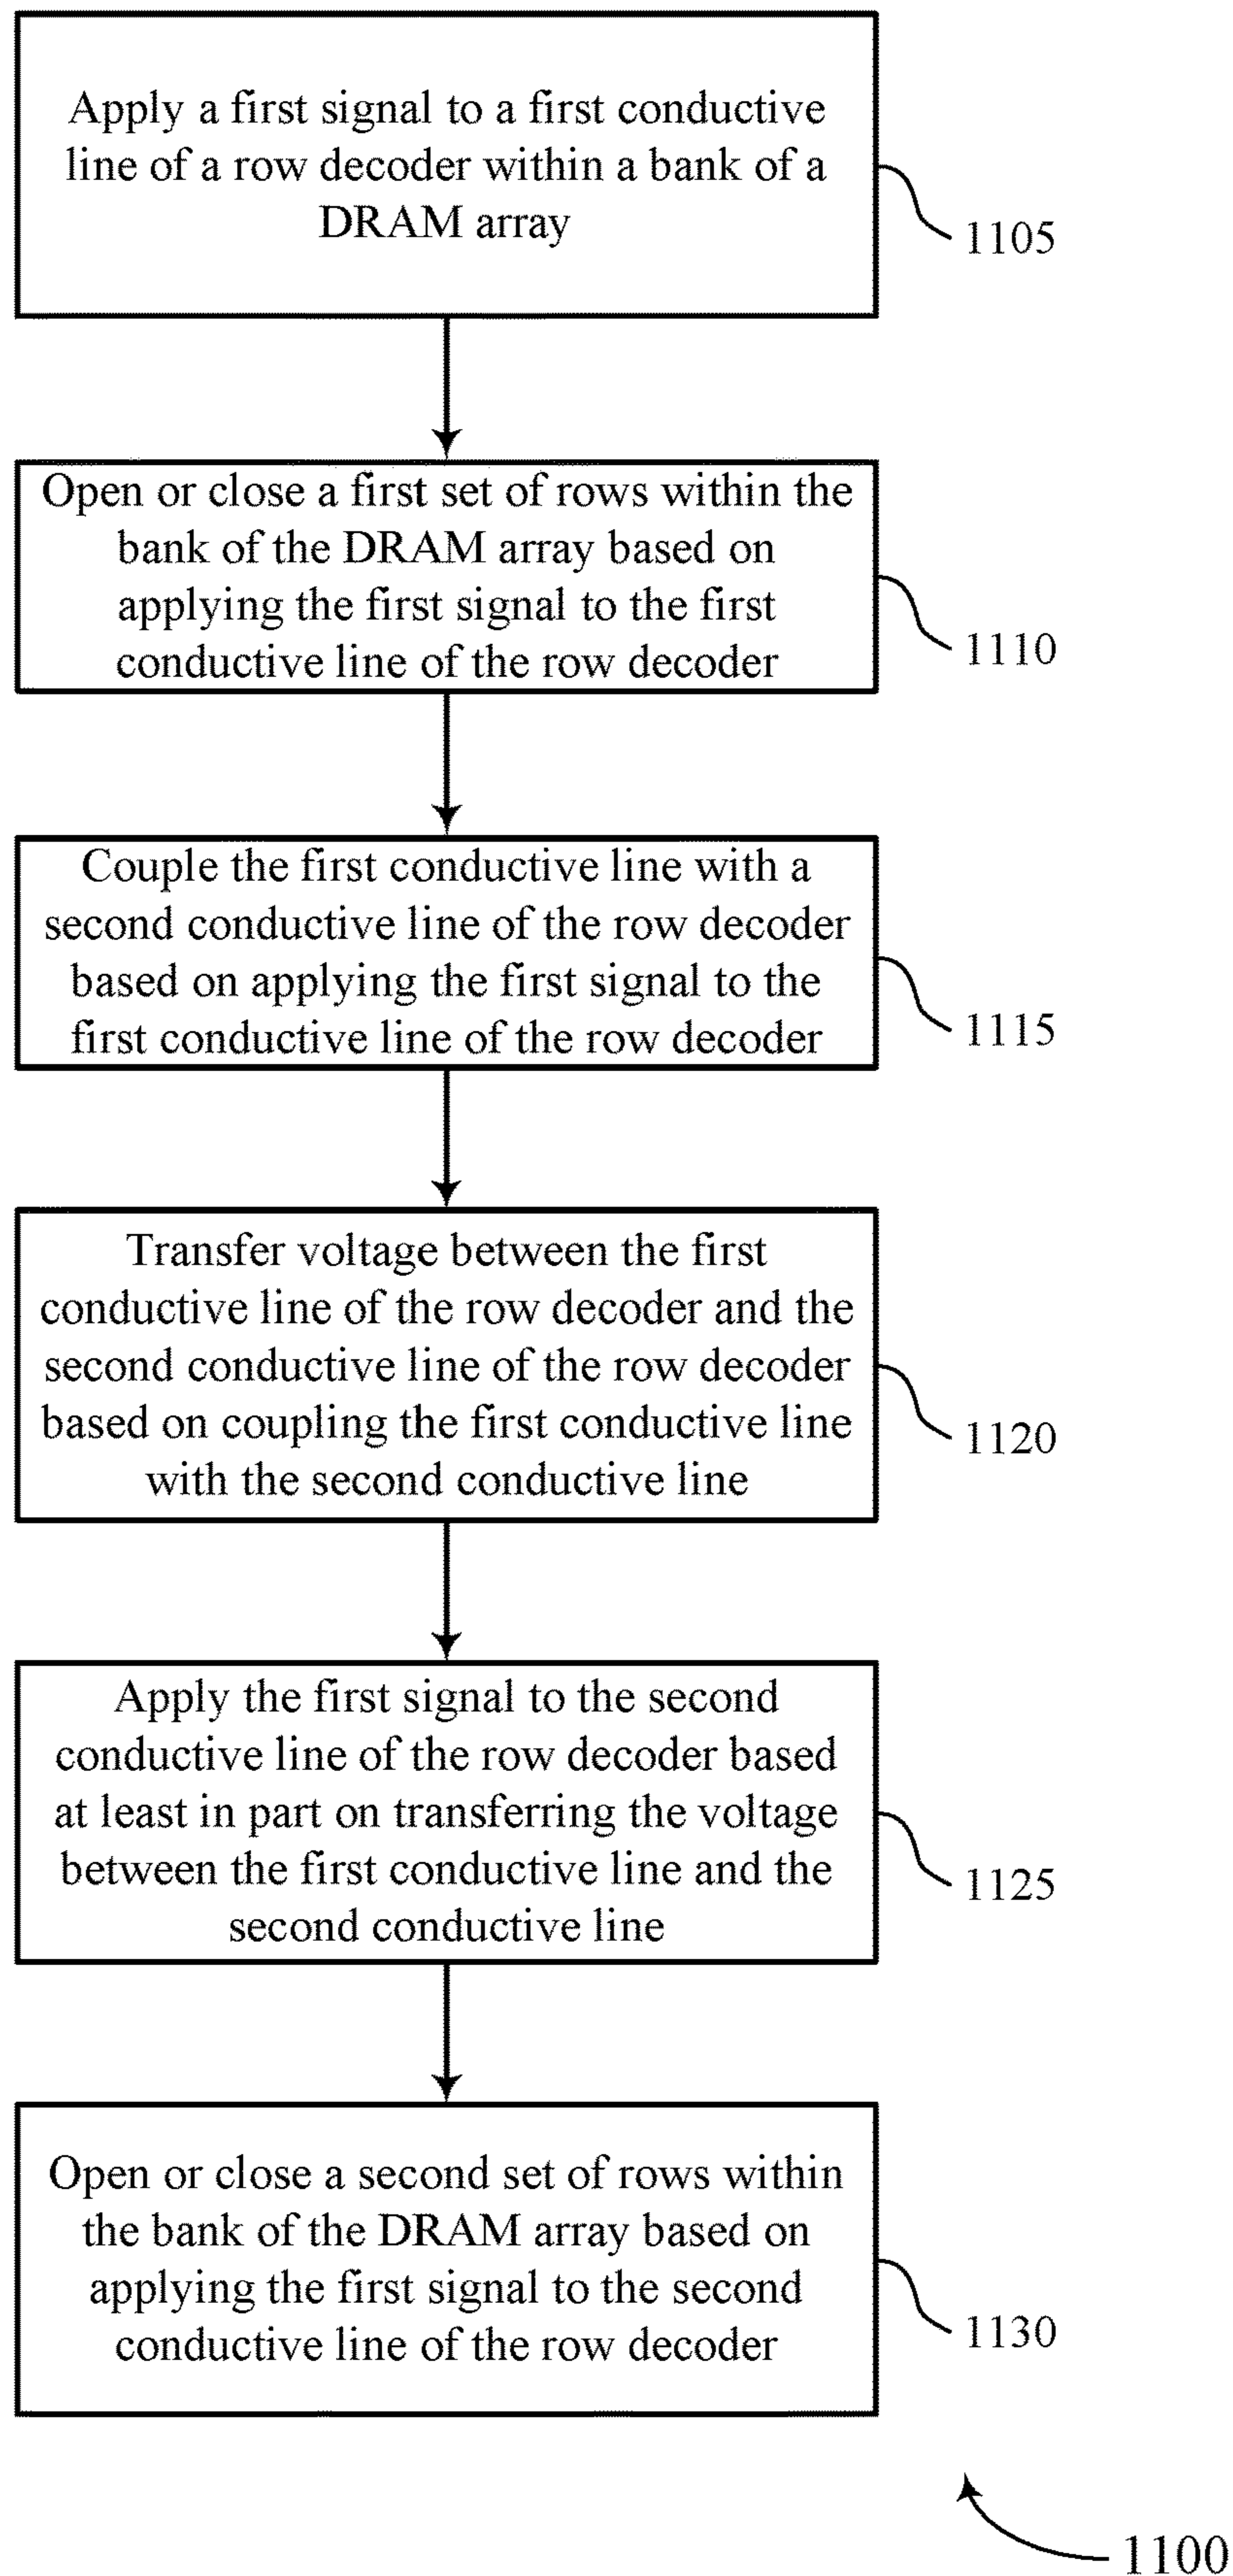 Apply a first signal to a first conductive
line of a row decoder within a bank of a
DRAM array
1105
Open or close a first set of rows within the
bank of the DRAM array based on
applying the first signal to the first
conductive line of the row decoder
1110
Couple the first conductive line with a
second conductive line of the row decoder
based on applying the first signal to the
first conductive line of the row decoder
1115
Transfer voltage between the first
conductive line of the row decoder and the
second conductive line of the row decoder
based on coupling the first conductive line
with the second conductive line
1120
Apply the first signal to the second
conductive line of the row decoder based
at least in part on transferring the voltage
between the first conductive line and the
second conductive line
1125
Open or close a second set of rows within
the bank of the DRAM array based on
applying the first signal to the second
conductive line of the row decoder
1130
1100